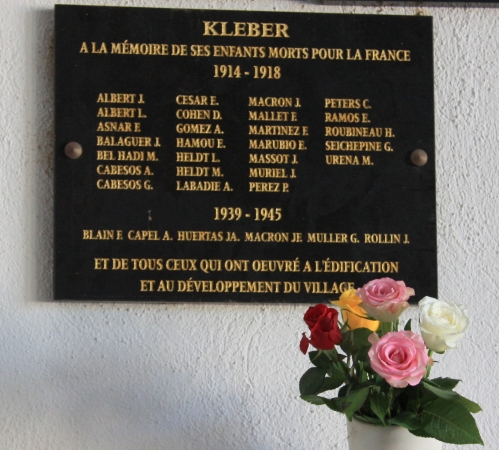 KLEBER
A LA MÉMOIRE DE SES ENFANTS MORTS POUR LA FRANCE
1914 - 1918
ALBERT J.
ALBERT L.
ASNAR F.
BALAGUER J.
BEL HADI M.
CABESOS A.
CABESOS G.
CESAR E.
COHEN D.
GOMEZ A.
HAMOU E.
HELDT L.
HELDT M.
LABADIE A.
MACRON J.
MALLET F.
MARTINEZ F.
MARUBIO E.
MASSOT J.
MURIEL J.
PEREZ P.
PETERS C.
RAMOS E.
ROUBINEAU H.
SEICHEPINE G.
URENA M.
1939 - 1945
BLAIN F. CAPEL A. HUERTAS JA. MACRON JF. MULLER G. ROLLIN J.
ET DE TOUS CEUX QUI ONT OEUVRÉ A L'ÉDIFICATION
ET AU DÉVELOPPEMENT DU VILLAGE